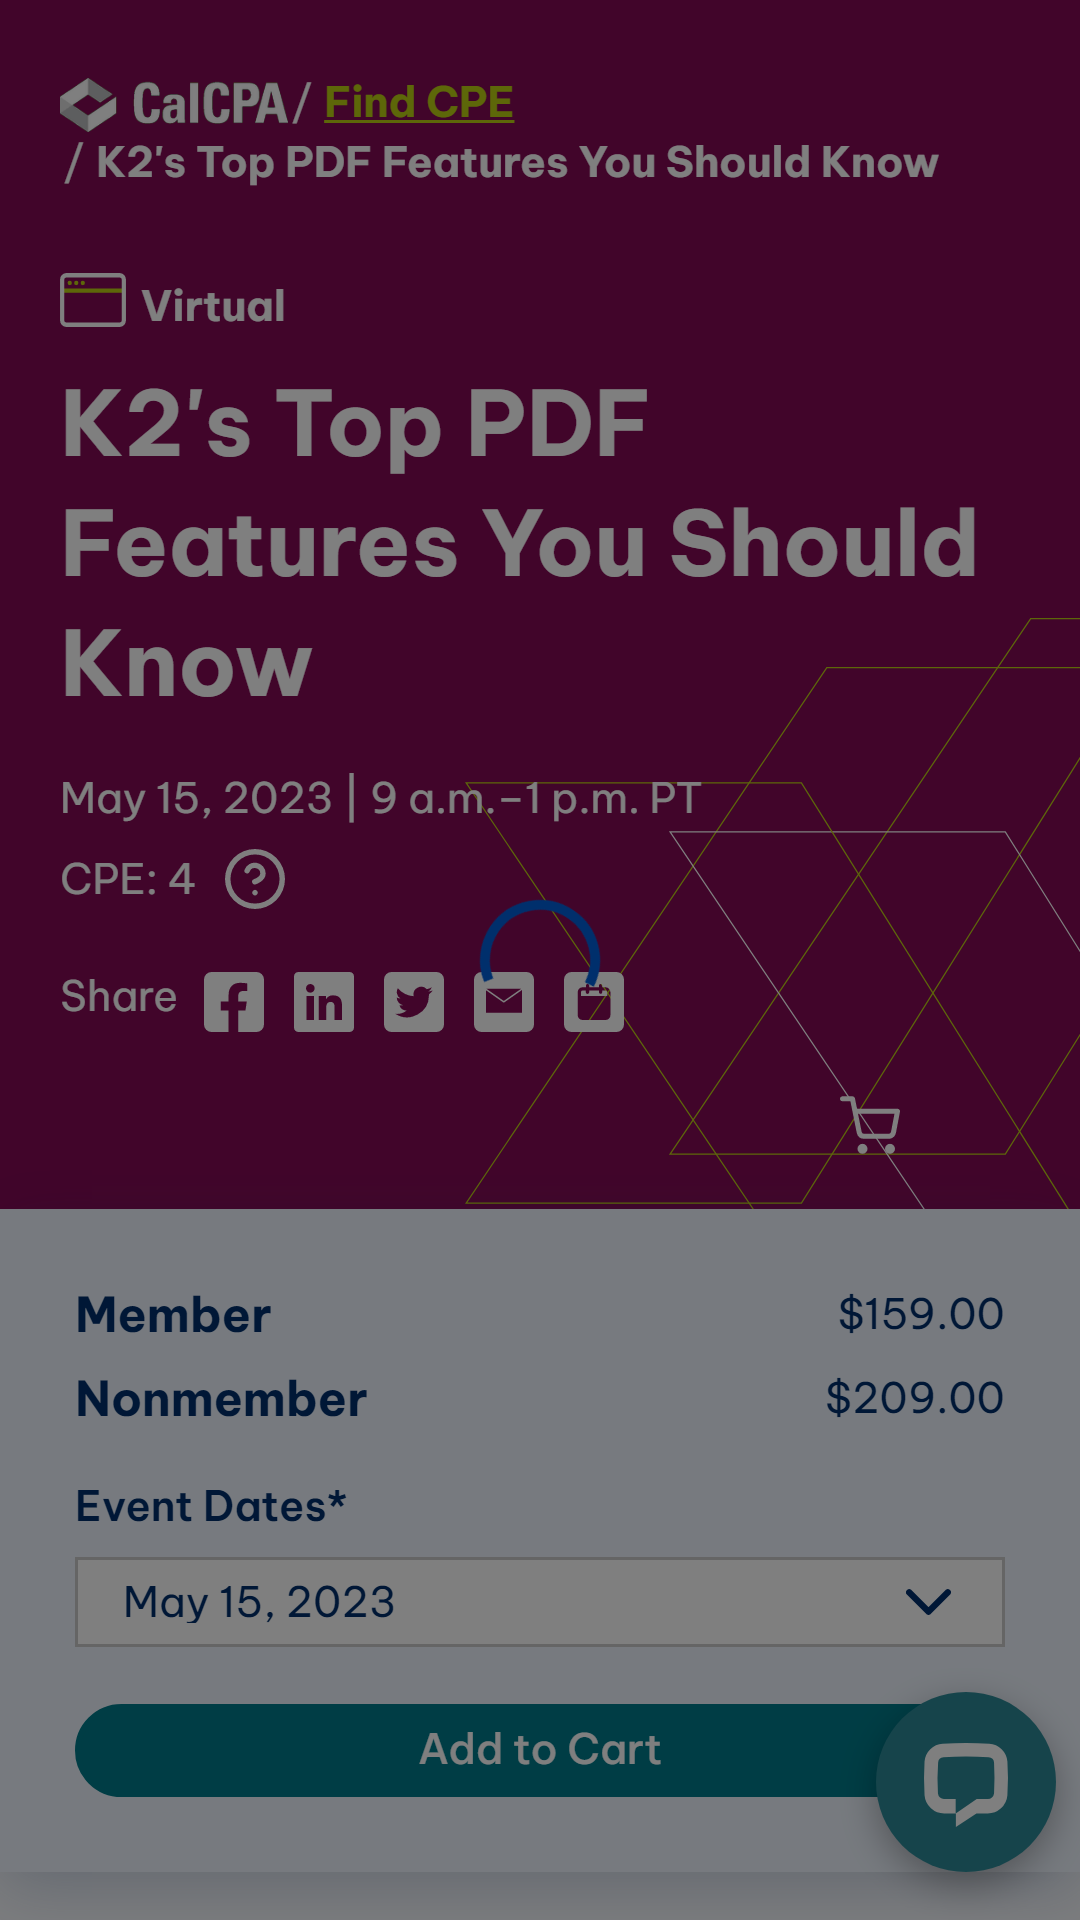 CalCPA / Find CPE
/ K2's Top PDF Features You Should Know
Virtual
K2's Top PDF
Features You Should
Know
May 15, 2023 | 9 a.m.–1 p.m. PT
CPE: 4 ?
Share
Member $159.00
Nonmember $209.00
Event Dates*
May 15, 2023
Add to Cart